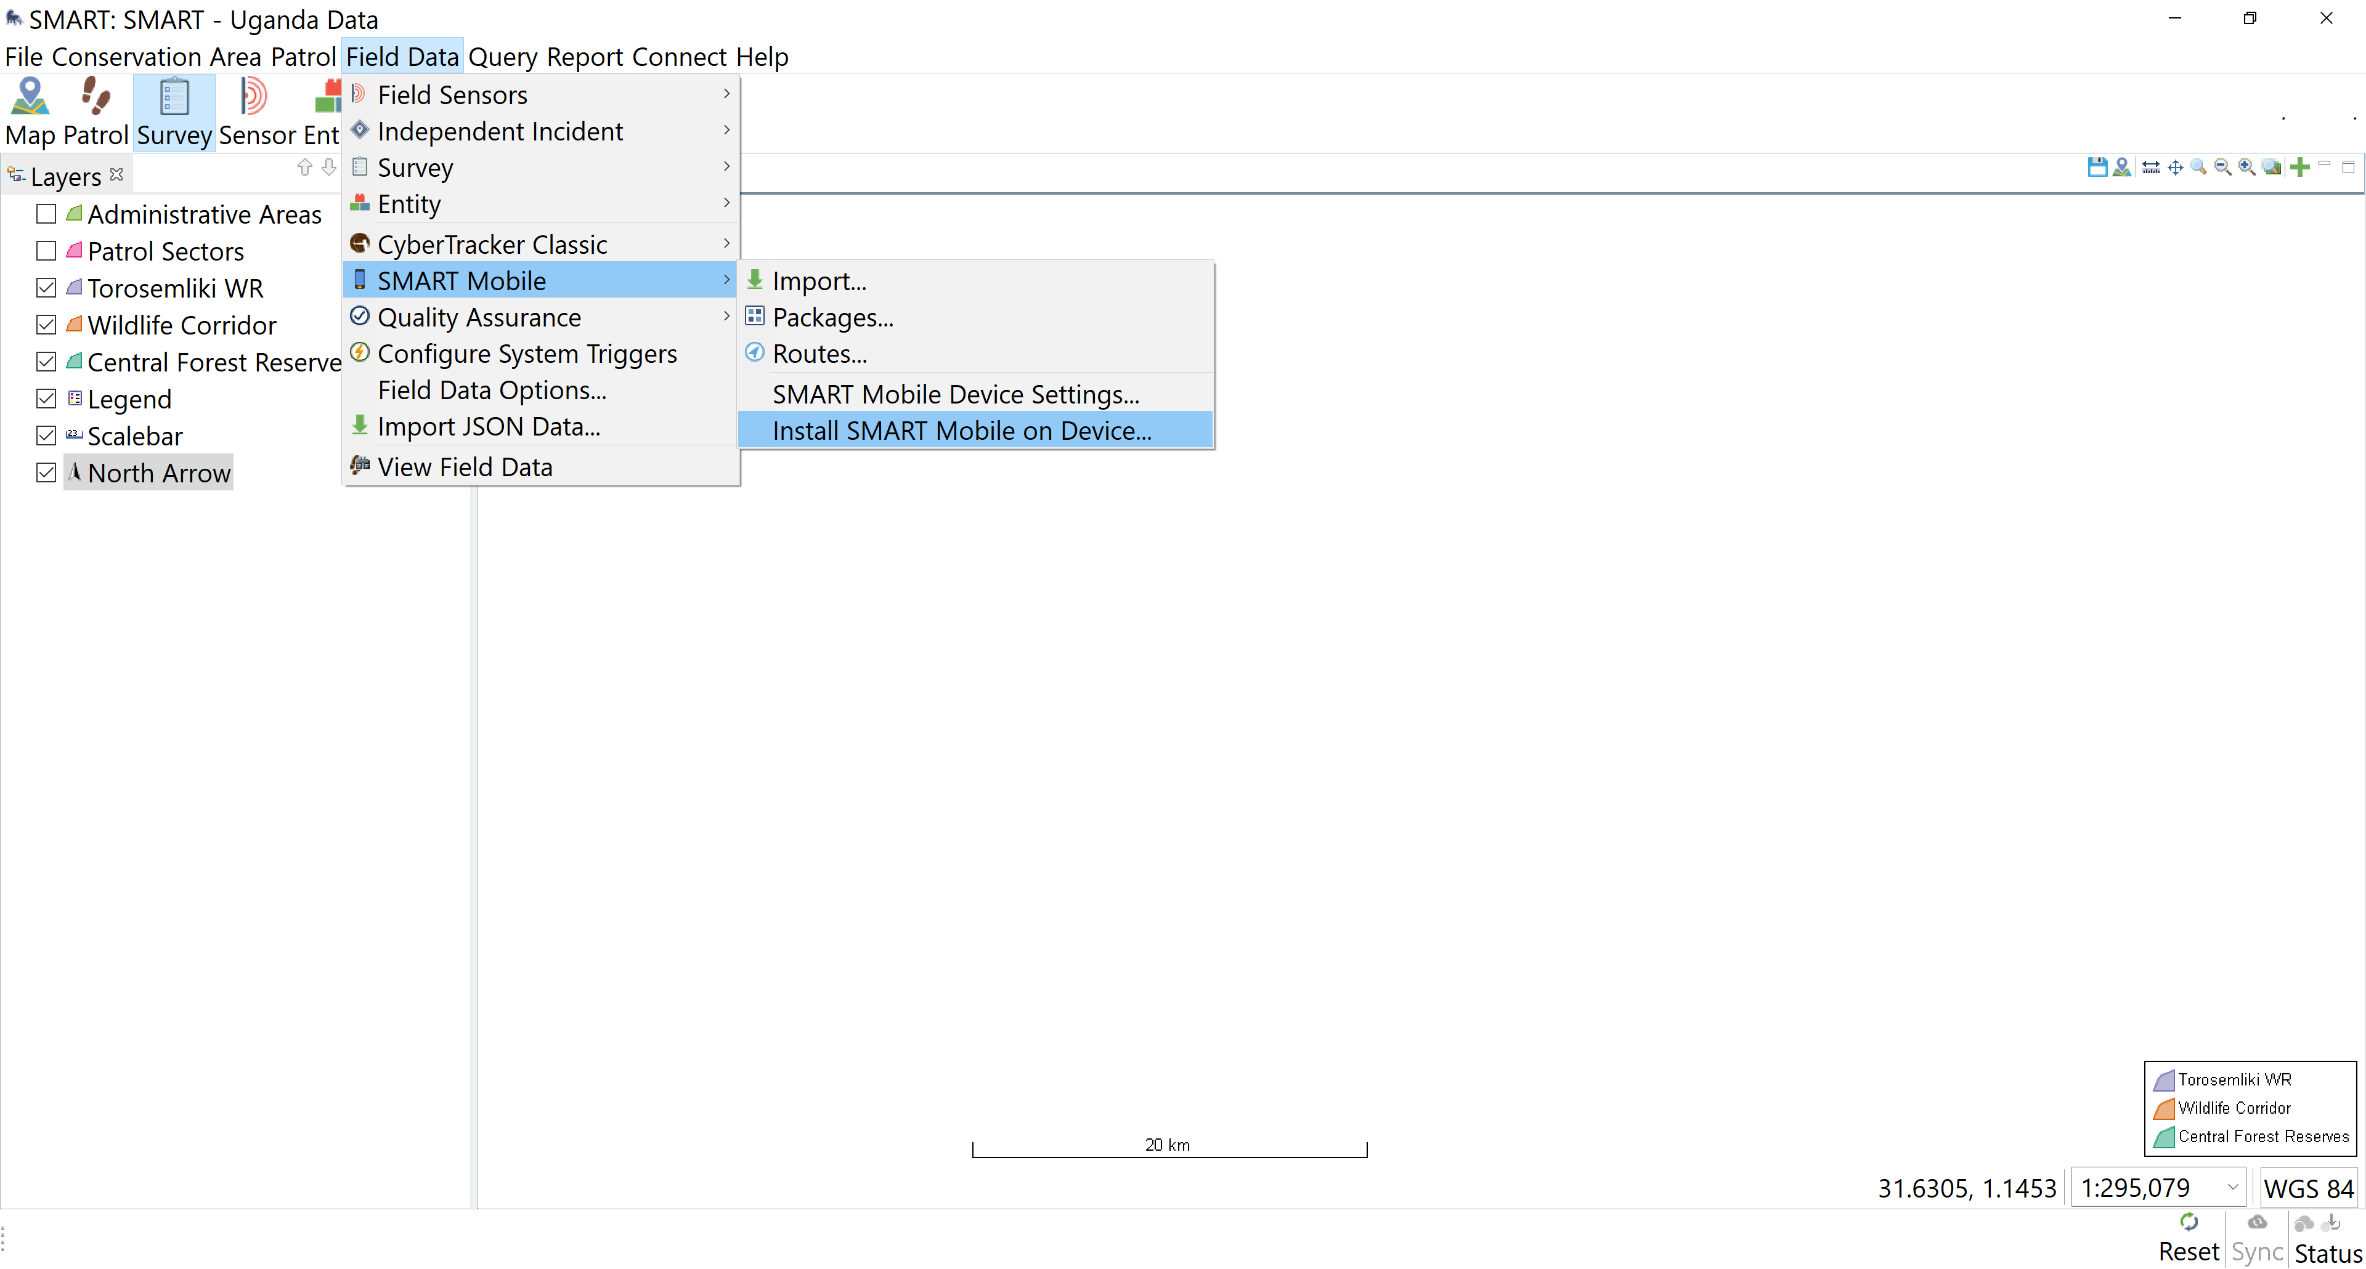 SMART: SMART - Uganda Data
File Conservation Area Patrol Field Data Query Report Connect Help
Map Patrol Survey Sensor Ent
Layers
Administrative Areas
Patrol Sectors
Torosemliki WR
Wildlife Corridor
Central Forest Reserve
Legend
Scalebar
North Arrow
Field Sensors
Independent Incident
Survey
Entity
CyberTracker Classic
SMART Mobile
Quality Assurance
Configure System Triggers
Field Data Options...
Import JSON Data...
View Field Data
Import...
Packages...
Routes...
SMART Mobile Device Settings...
Install SMART Mobile on Device...
Torosemliki WR
Wildlife Corridor
Central Forest Reserves
20 km
31.6305, 1.1453 1:295,079 WGS 84
Reset Sync Status